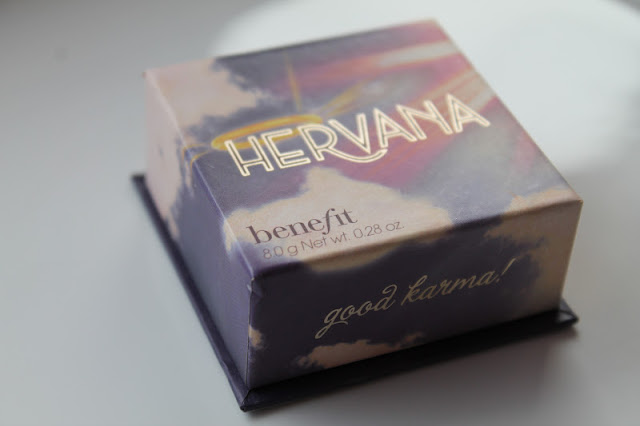 HERVANA
benefit
8.0 g Net wt. 0.28 oz.
good karma!